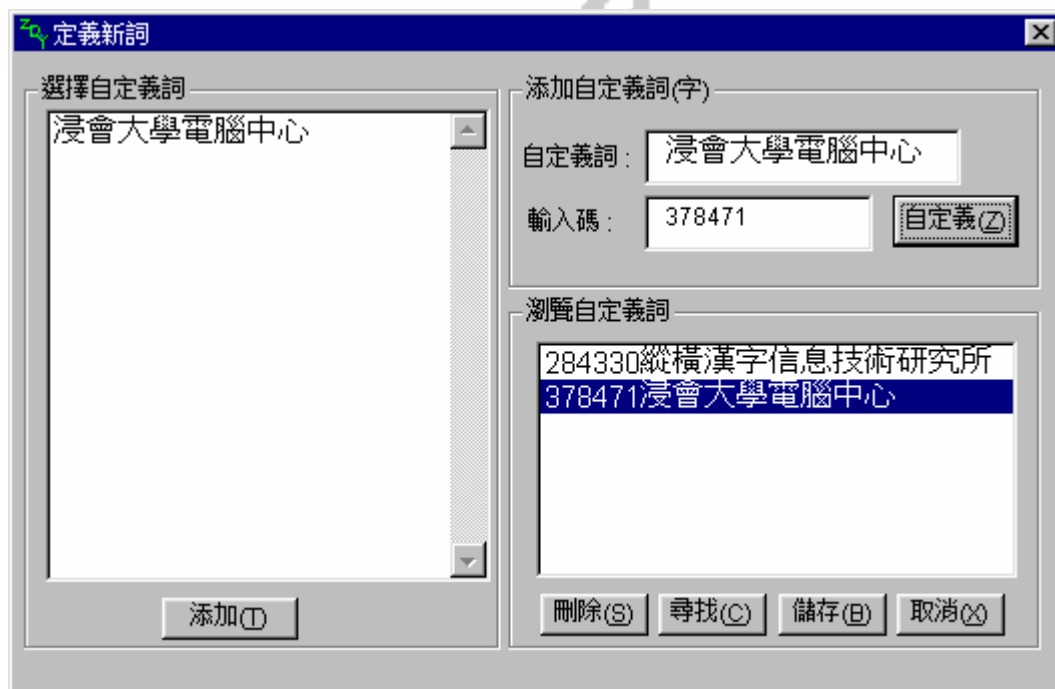 ZDY 定義新詞
選擇自定義詞
浸會大學電腦中心
添加(T)
添加自定義詞(字)
自定義詞: 浸會大學電腦中心
輸入碼: 378471 自定義(Z)
瀏覽自定義詞
284330縱橫漢字信息技術研究所
378471浸會大學電腦中心
刪除(S) 尋找(C) 儲存(B) 取消(X)